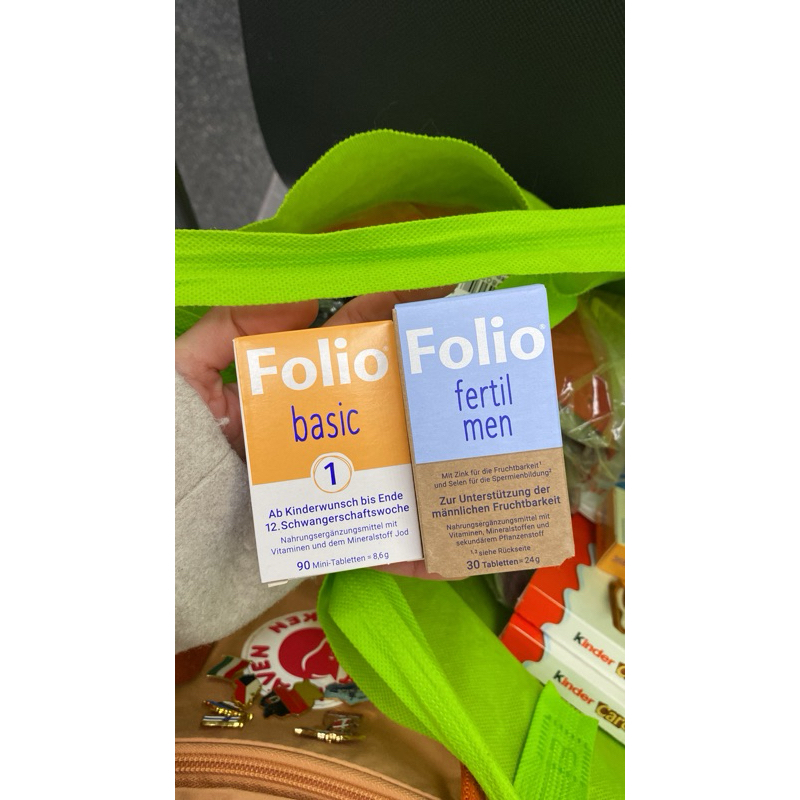 Folio®
basic
1
Ab Kinderwunsch bis Ende
12. Schwangerschaftswoche
Nahrungsergänzungsmittel mit
Vitaminen und dem Mineralstoff Jod
90 Mini-Tabletten = 8,6 g
Folio®
fertil
men
Mit Zink für die Fruchtbarkeit¹
und Selen für die Spermienbildung²
Zur Unterstützung der
männlichen Fruchtbarkeit
Nahrungsergänzungsmittel mit
Vitaminen, Mineralstoffen und
sekundärem Pflanzenstoff
¹,² siehe Rückseite
30 Tabletten = 24 g
Kinder
Kinder